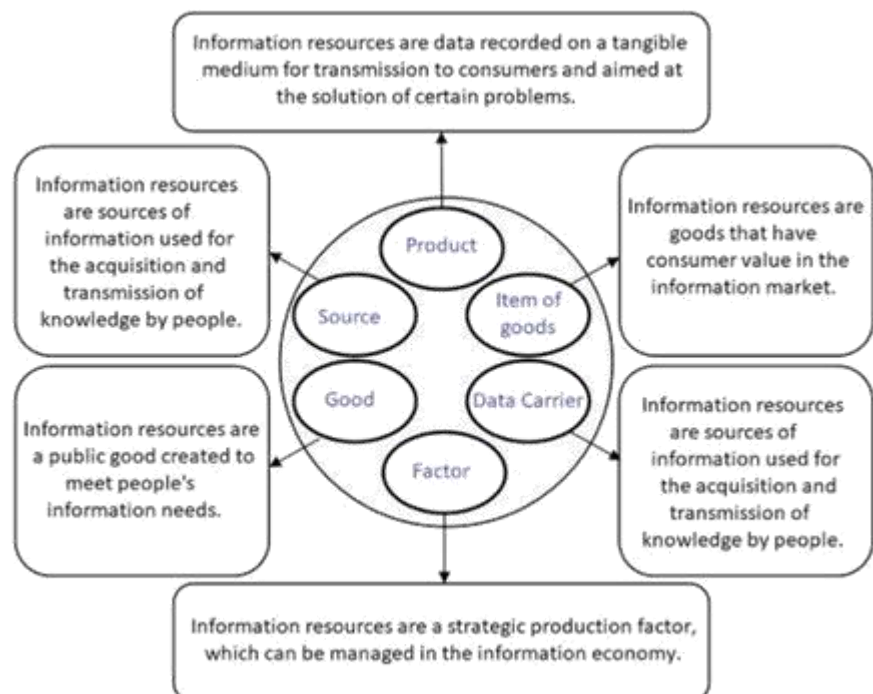 Information resources are data recorded on a tangible
medium for transmission to consumers and aimed at
the solution of certain problems.
Information resources
are sources of
information used for
the acquisition and
transmission of
knowledge by people.
Information resources are
goods that have
consumer value in the
information market.
Product
Source
Item of
goods
Good
Data Carrier
Factor
Information resources are
a public good created to
meet people's
information needs.
Information resources
are sources of
information used for
the acquisition and
transmission of
knowledge by people.
Information resources are a strategic production factor,
which can be managed in the information economy.